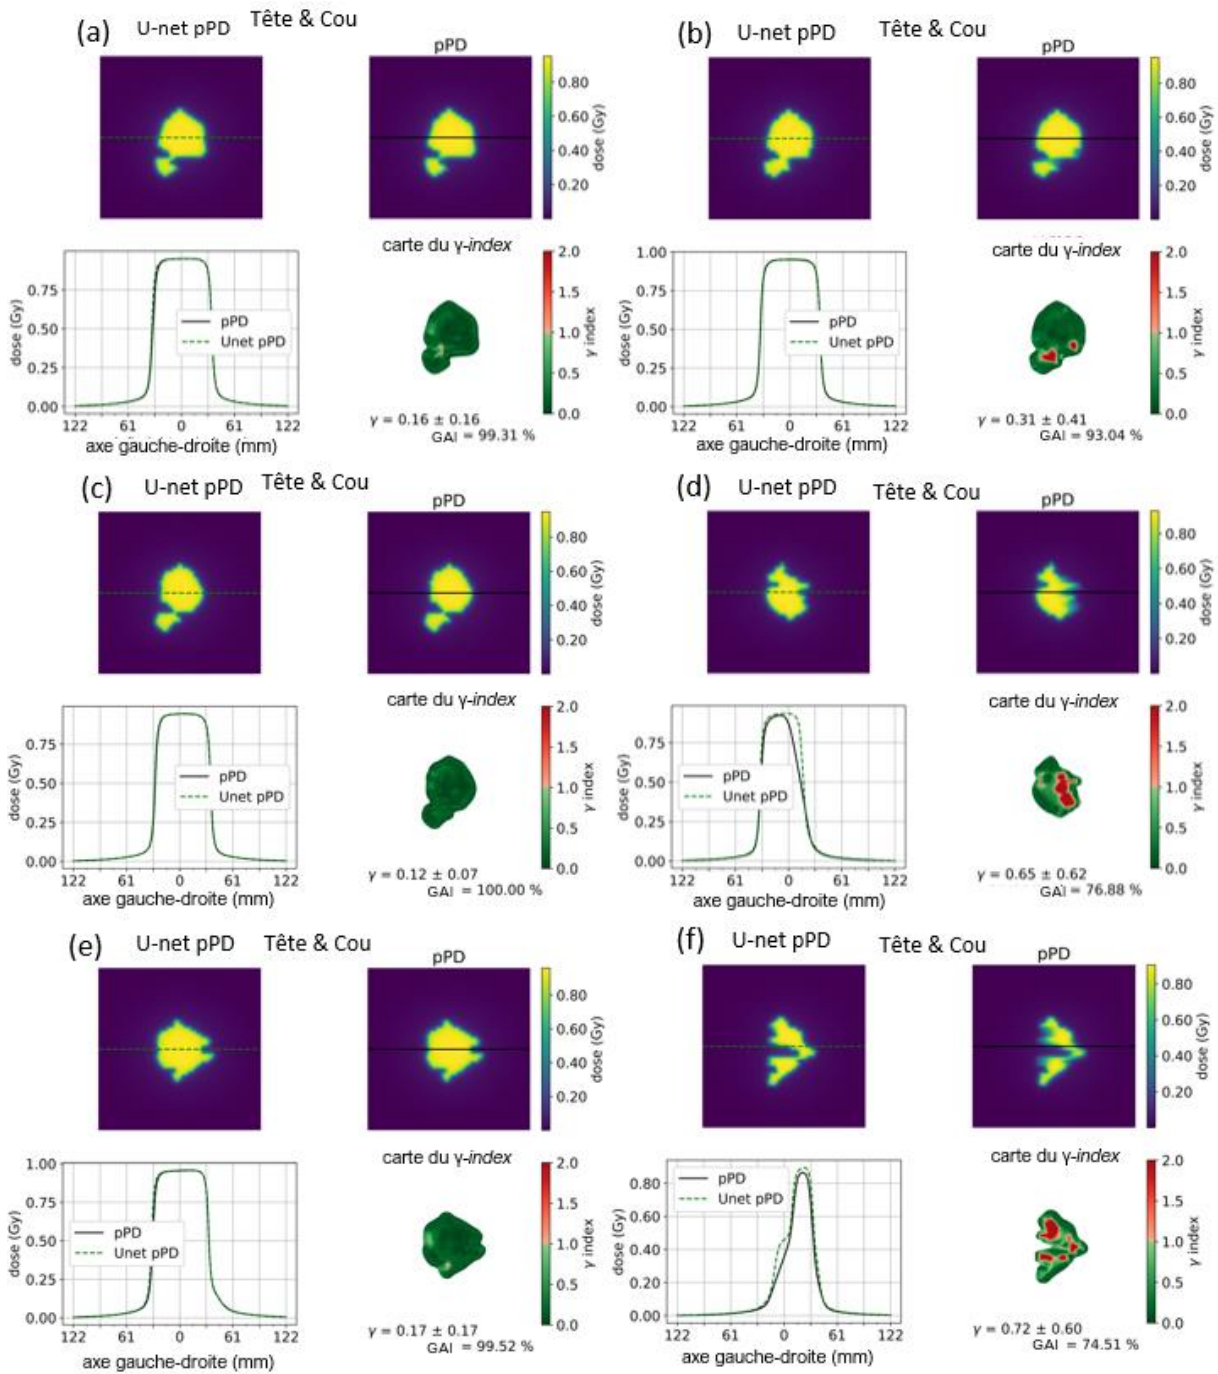 (a) U-net pPD Tête & Cou
pPD
0.80
0.60
0.40
0.20
dose (Gy)
carte du γ-index
0.75
0.50
0.25
0.00
dose (Gy)
pPD
Unet pPD
122 61 0 61 122
axe gauche-droite (mm)
2.0
1.5
1.0
0.5
0.0
γ index
γ = 0.16 ± 0.16
GAI = 99.31 %
(b) U-net pPD Tête & Cou
pPD
0.80
0.60
0.40
0.20
dose (Gy)
carte du γ-index
1.00
0.75
0.50
0.25
0.00
dose (Gy)
pPD
Unet pPD
122 61 0 61 122
axe gauche-droite (mm)
2.0
1.5
1.0
0.5
0.0
γ index
γ = 0.31 ± 0.41
GAI = 93.04 %
(c) U-net pPD Tête & Cou
pPD
0.80
0.60
0.40
0.20
dose (Gy)
carte du γ-index
0.75
0.50
0.25
0.00
dose (Gy)
pPD
Unet pPD
122 61 0 61 122
axe gauche-droite (mm)
2.0
1.5
1.0
0.5
0.0
γ index
γ = 0.12 ± 0.07
GAI = 100.00 %
(d) U-net pPD Tête & Cou
pPD
0.80
0.60
0.40
0.20
dose (Gy)
carte du γ-index
0.75
0.50
0.25
0.00
dose (Gy)
pPD
Unet pPD
122 61 0 61 122
axe gauche-droite (mm)
2.0
1.5
1.0
0.5
0.0
γ index
γ = 0.65 ± 0.62
GAI = 76.88 %
(e) U-net pPD Tête & Cou
pPD
0.80
0.60
0.40
0.20
dose (Gy)
carte du γ-index
1.00
0.75
0.50
0.25
0.00
dose (Gy)
pPD
Unet pPD
122 61 0 61 122
axe gauche-droite (mm)
2.0
1.5
1.0
0.5
0.0
γ index
γ = 0.17 ± 0.17
GAI = 99.52 %
(f) U-net pPD Tête & Cou
pPD
0.80
0.60
0.40
0.20
dose (Gy)
carte du γ-index
0.80
0.60
0.40
0.80
0.00
dose (Gy)
pPD
Unet pPD
122 61 0 61 122
axe gauche-droite (mm)
2.0
1.5
1.0
0.5
0.0
γ index
γ = 0.72 ± 0.60
GAI = 74.51 %